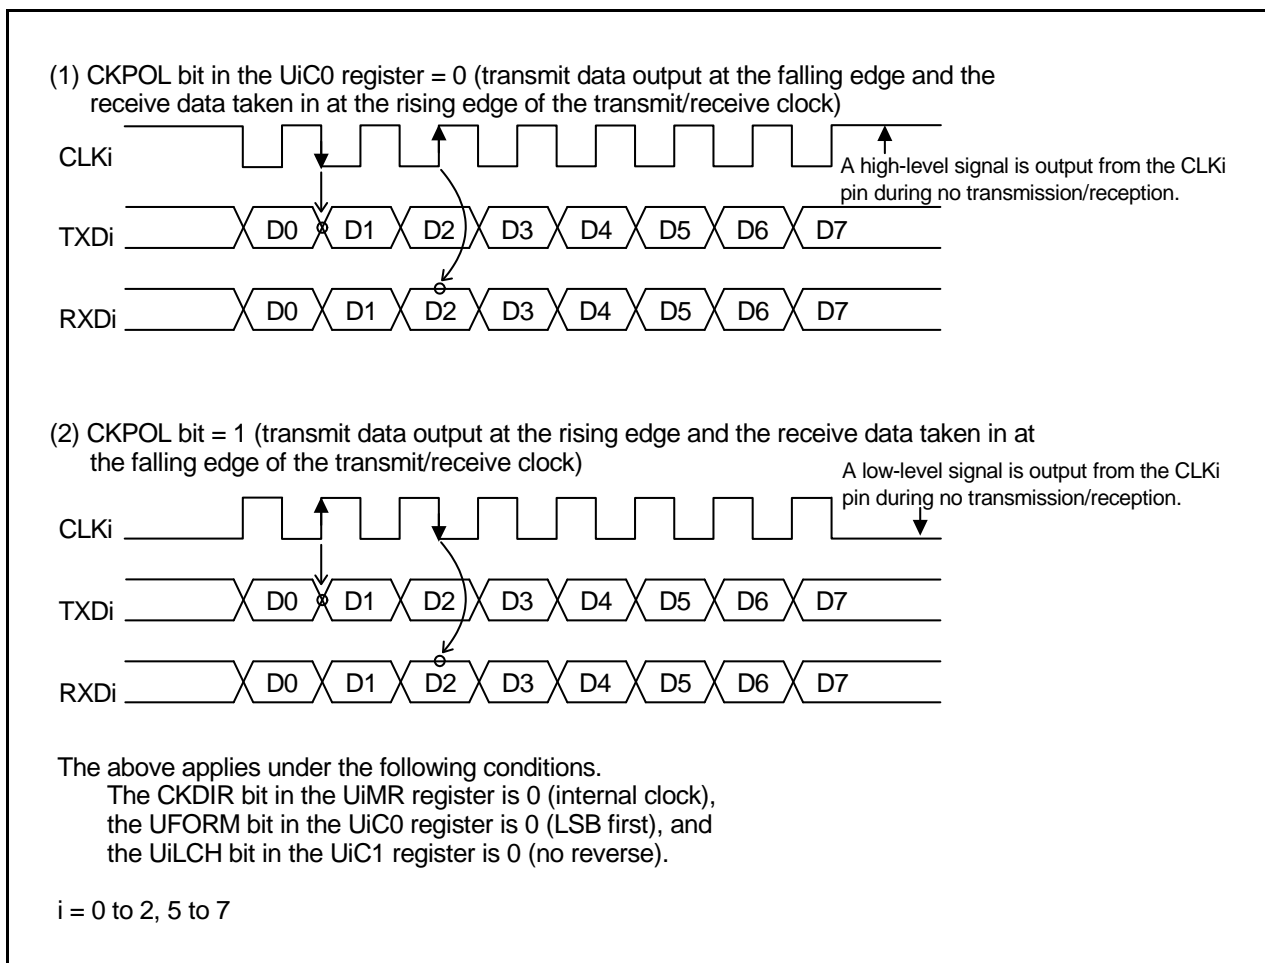 (1) CKPOL bit in the UiC0 register = 0 (transmit data output at the falling edge and the
receive data taken in at the rising edge of the transmit/receive clock)
CLKi
A high-level signal is output from the CLKi
pin during no transmission/reception.
TXDi D0 D1 D2 D3 D4 D5 D6 D7
RXDi D0 D1 D2 D3 D4 D5 D6 D7
(2) CKPOL bit = 1 (transmit data output at the rising edge and the receive data taken in at
the falling edge of the transmit/receive clock)
A low-level signal is output from the CLKi
pin during no transmission/reception.
CLKi
TXDi D0 D1 D2 D3 D4 D5 D6 D7
RXDi D0 D1 D2 D3 D4 D5 D6 D7
The above applies under the following conditions.
The CKDIR bit in the UiMR register is 0 (internal clock),
the UFORM bit in the UiC0 register is 0 (LSB first), and
the UiLCH bit in the UiC1 register is 0 (no reverse).
i = 0 to 2, 5 to 7